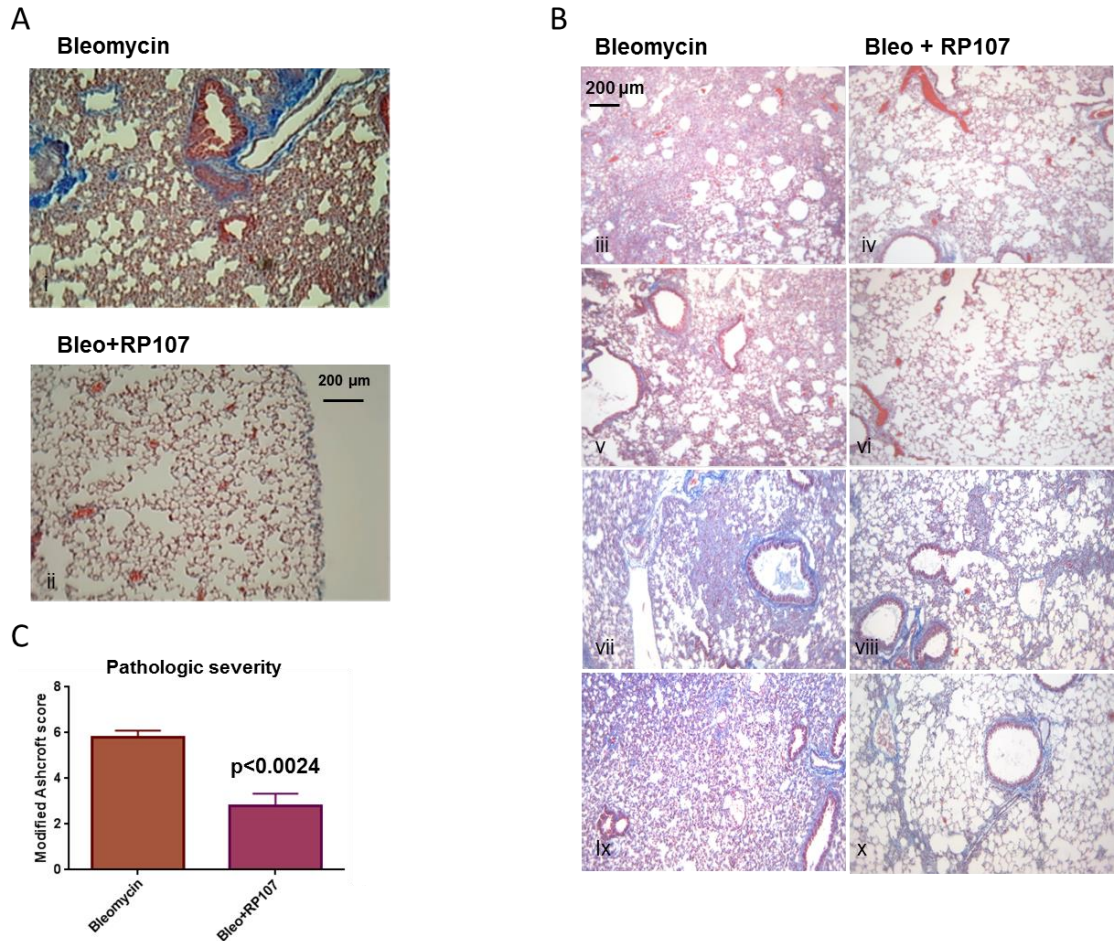 A
Bleomycin
i
Bleo+RP107
200 µm
ii
B
Bleomycin
Bleo + RP107
200 µm
iii
iv
v
vi
vii
viii
Ix
x
C
Pathologic severity
Modified Ashcroft score
8
6
4
2
0
p<0.0024
Bleomycin
Bleo+RP107